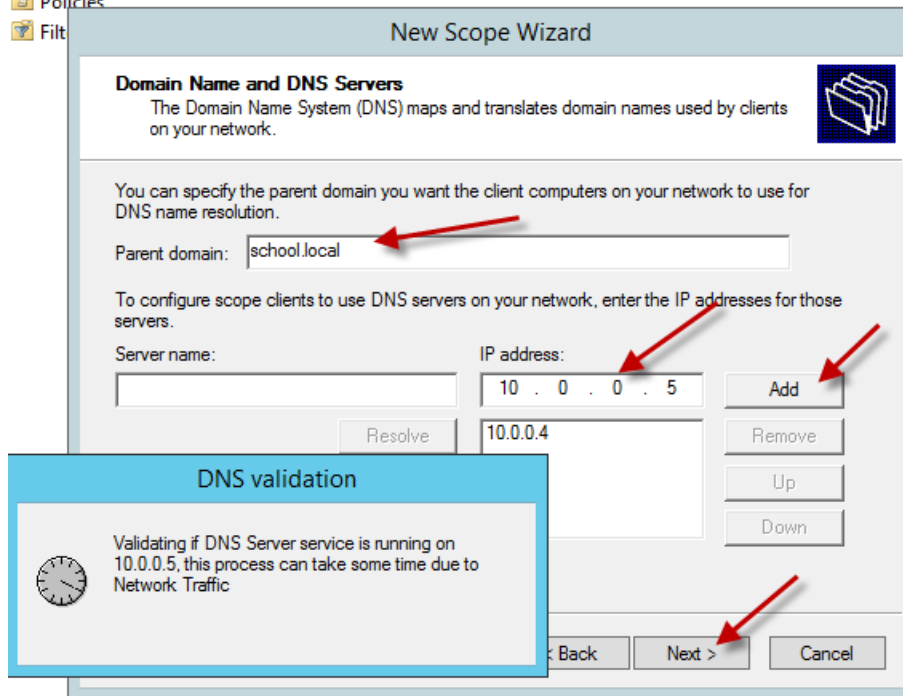 Policies
Filt
New Scope Wizard
Domain Name and DNS Servers
The Domain Name System (DNS) maps and translates domain names used by clients
on your network.
You can specify the parent domain you want the client computers on your network to use for
DNS name resolution.
Parent domain: school.local
To configure scope clients to use DNS servers on your network, enter the IP addresses for those
servers.
Server name: IP address:
10 . 0 . 0 . 5 Add
Resolve 10.0.0.4 Remove
Up
Down
DNS validation
Validating if DNS Server service is running on
10.0.0.5, this process can take some time due to
Network Traffic
< Back Next > Cancel